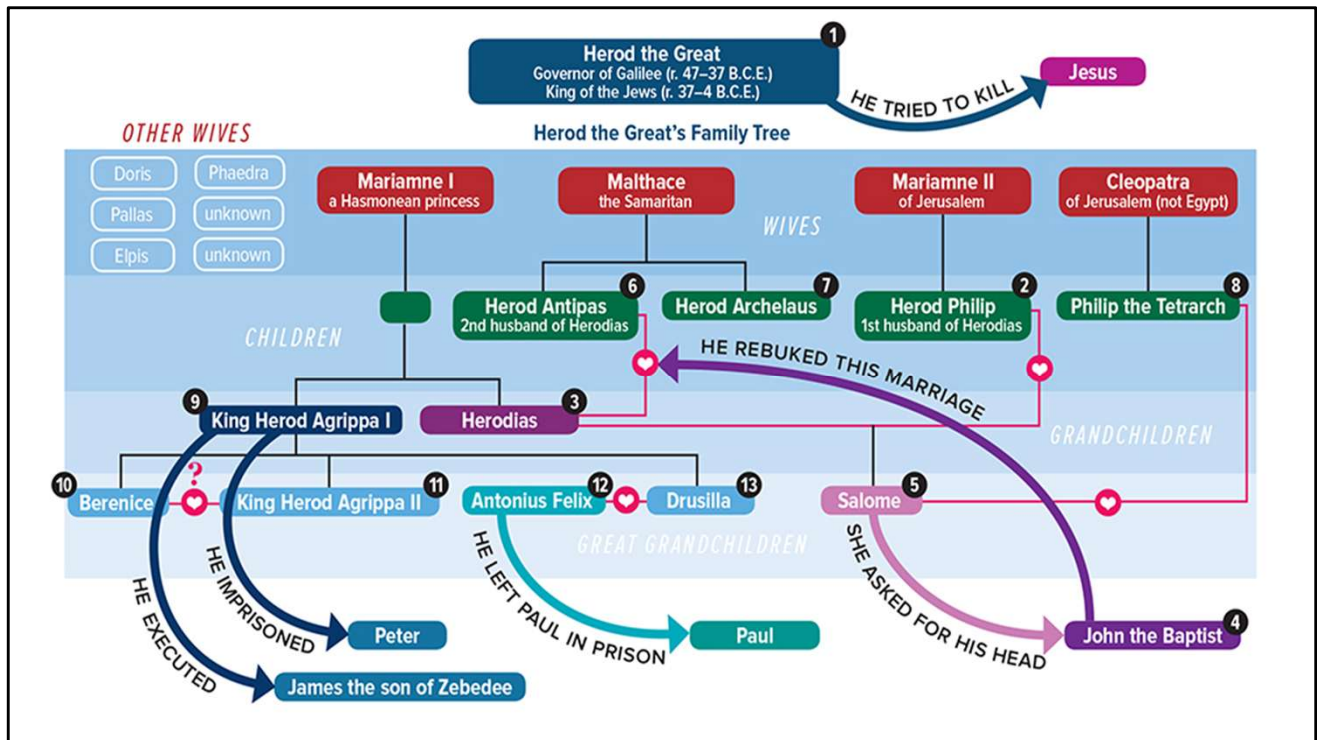 1
Herod the Great
Governor of Galilee (r. 47–37 B.C.E.)
King of the Jews (r. 37–4 B.C.E.)
HE TRIED TO KILL
Jesus
OTHER WIVES
Herod the Great's Family Tree
Doris
Phaedra
Pallas
unknown
Elpis
unknown
Mariamne I
a Hasmonean princess
Malthace
the Samaritan
Mariamne II
of Jerusalem
Cleopatra
of Jerusalem (not Egypt)
WIVES
6
Herod Antipas
2nd husband of Herodias
7
Herod Archelaus
2
Herod Philip
1st husband of Herodias
8
Philip the Tetrarch
CHILDREN
HE REBUKED THIS MARRIAGE
9
King Herod Agrippa I
3
Herodias
GRANDCHILDREN
10
Berenice
?
11
King Herod Agrippa II
12
Antonius Felix
13
Drusilla
5
Salome
GREAT GRANDCHILDREN
HE EXECUTED
HE IMPRISONED
HE LEFT PAUL IN PRISON
SHE ASKED FOR HIS HEAD
Peter
Paul
4
John the Baptist
James the son of Zebedee